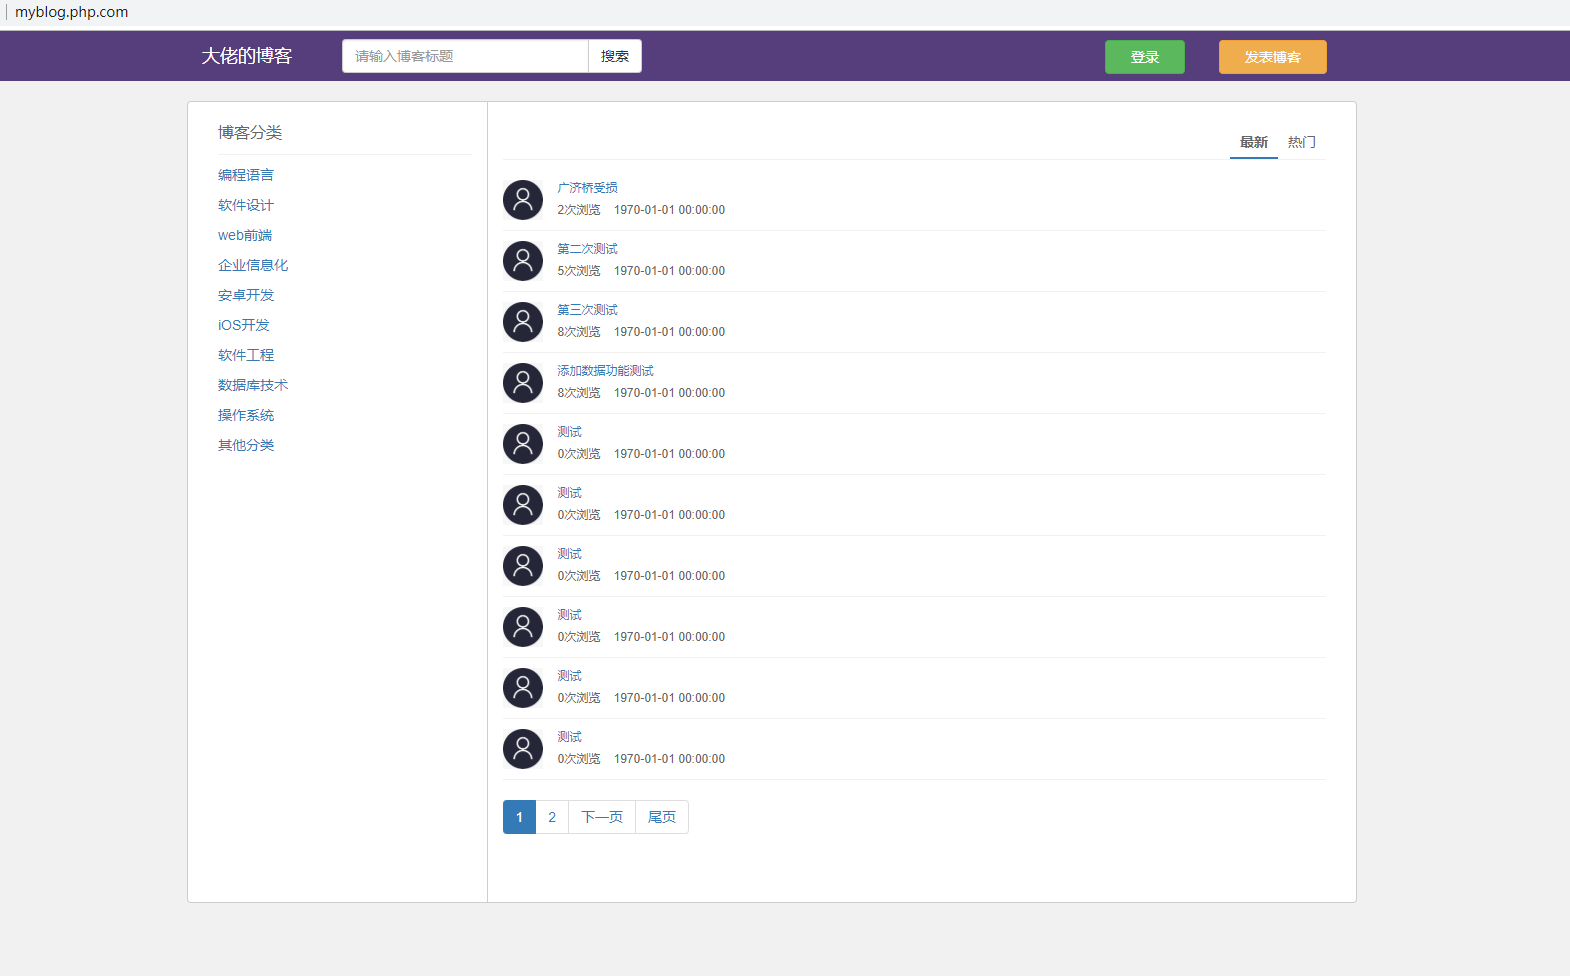 myblog.php.com
大佬的博客 请输入博客标题 搜索 登录 发表博客
博客分类
编程语言
软件设计
web前端
企业信息化
安卓开发
iOS开发
软件工程
数据库技术
操作系统
其他分类
最新 热门
广济桥受损
2次浏览 1970-01-01 00:00:00
第二次测试
5次浏览 1970-01-01 00:00:00
第三次测试
8次浏览 1970-01-01 00:00:00
添加数据功能测试
8次浏览 1970-01-01 00:00:00
测试
0次浏览 1970-01-01 00:00:00
测试
0次浏览 1970-01-01 00:00:00
测试
0次浏览 1970-01-01 00:00:00
测试
0次浏览 1970-01-01 00:00:00
测试
0次浏览 1970-01-01 00:00:00
测试
0次浏览 1970-01-01 00:00:00
1 2 下一页 尾页